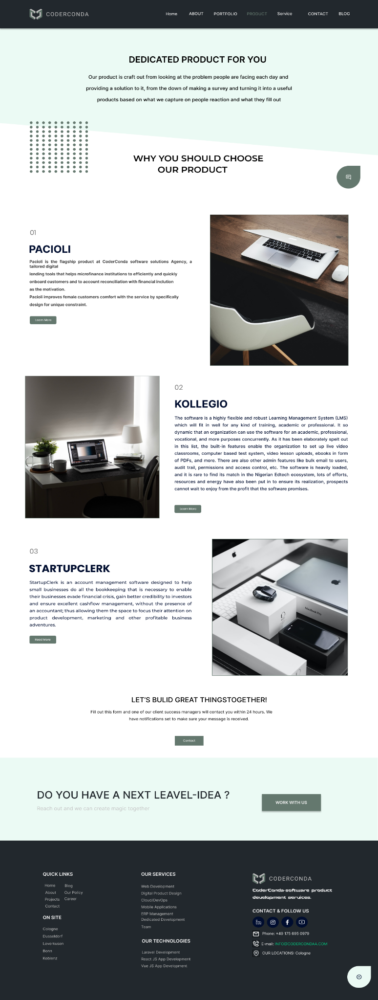 CODERCONDA
Home ABOUT PORTFOLIO PRODUCT Service CONTACT BLOG
DEDICATED PRODUCT FOR YOU
Our product is craft out from looking at the problem people are facing each day and
providing a solution to it, from the down of making a survey and turning it into a useful
products based on what we capture on people reaction and what they fill out
WHY YOU SHOULD CHOOSE
OUR PRODUCT
01
PACIOLI
Pacioli is the flagship product at CoderConda software solutions Agency, a
tailored digital
lending tools that helps microfinance institutions to efficiently and quickly
onboard customers and to account reconciliation with financial inclution
as the motivation.
Pacioli improves female customers comfort with the service by specifically
design for unique constraint.
Learn More
02
KOLLEGIO
The software is a highly flexible and robust Learning Management System (LMS)
which will fit in well for any kind of training, academic or professional. It so
dynamic that an organization can use the software for an academic, professional,
vocational, and more purposes concurrently. As it has been elaborately spelt out
in this list, the built-in features enable the organization to set up live video
classrooms, computer based test system, video lesson uploads, ebooks in form
of PDFs, and more. There are also other admin features like bulk email to users,
audit trail, permissions and access control, etc. The software is heavily loaded,
and it is rare to find its match in the Nigerian Edtech ecosystem, lots of efforts,
resources and energy have also been put in to ensure its realization, prospects
cannot wait to enjoy from the profit that the software promises.
Learn More
03
STARTUPCLERK
StartupClerk is an account management software designed to help
small businesses do all the bookkeeping that is necessary to enable
their businesses evade financial crisis, gain better credibility to investors
and ensure excellent cashflow management, without the presence of
an accountant; thus allowing them the space to focus their attention on
product development, marketing and other profitable business
adventures.
Read More
MacBook Pro
LET'S BULID GREAT THINGSTOGETHER!
Fill out this form and one of our client success managers will contact you within 24 hours. We
have notifications set to make sure your message is received.
Contact
DO YOU HAVE A NEXT LEAVEL-IDEA ?
Reach out and we can create magic together
WORK WITH US
QUICK LINKS
Home Blog
About Our Policy
Projects Career
Contact
ON SITE
Cologne
Dusseldorf
Leverkusen
Bonn
Koblenz
OUR SERVICES
Web Development
Digital Product Design
Cloud/DevOps
Mobile Applications
ERP Management
Dedicated Development
Team
OUR TECHNOLOGIES
Laravel Development
React JS App Development
Vue JS App Development
CODERCONDA
CoderConda-software product
development services.
CONTACT & FOLLOW US
Phone: +49 175 695 0979
E-mail: INFO@CODERCONDAA.COM
OUR LOCATIONS: Cologne